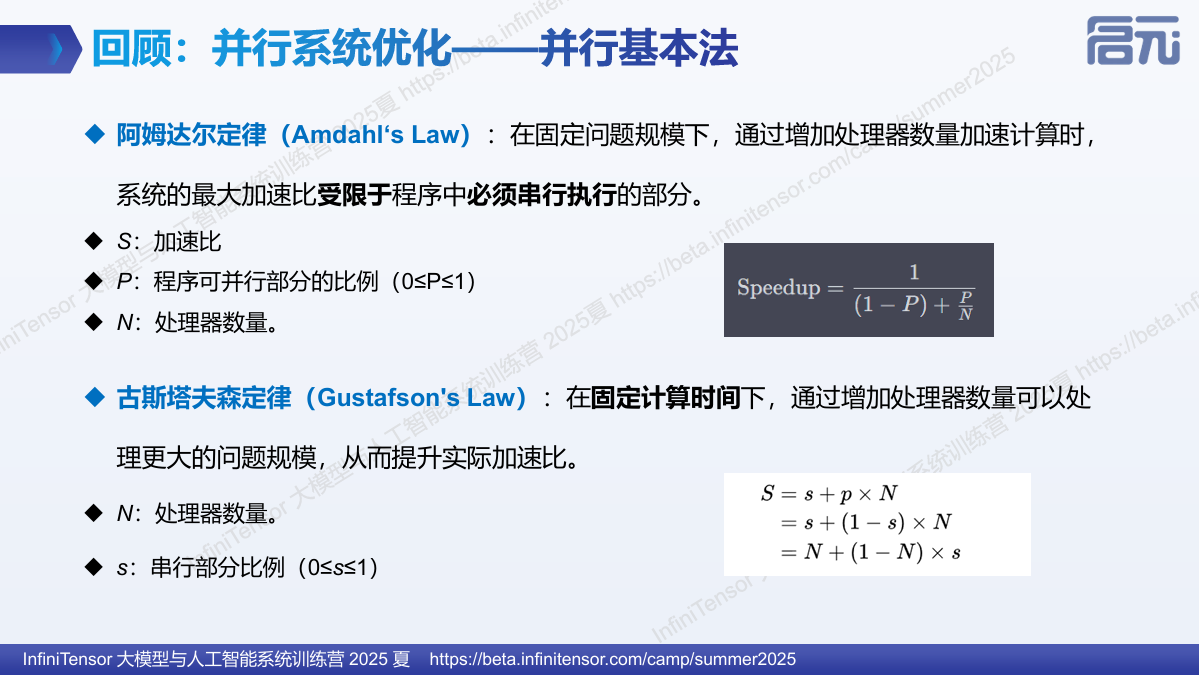 回顾：并行系统优化——并行基本法
启元
◆ 阿姆达尔定律（Amdahl‘s Law）：在固定问题规模下，通过增加处理器数量加速计算时，
系统的最大加速比受限于程序中必须串行执行的部分。
◆ S：加速比
◆ P：程序可并行部分的比例（0≤P≤1）
◆ N：处理器数量。
Speedup = 1 / ((1 − P) + P/N)
◆ 古斯塔夫森定律（Gustafson's Law）：在固定计算时间下，通过增加处理器数量可以处
理更大的问题规模，从而提升实际加速比。
◆ N：处理器数量。
◆ s：串行部分比例（0≤s≤1）
S = s + p × N
= s + (1 − s) × N
= N + (1 − N) × s
InfiniTensor 大模型与人工智能系统训练营 2025夏 https://beta.infinitensor.com/camp/summer2025
InfiniTensor 大模型与人工智能系统训练营 2025 夏 https://beta.infinitensor.com/camp/summer2025